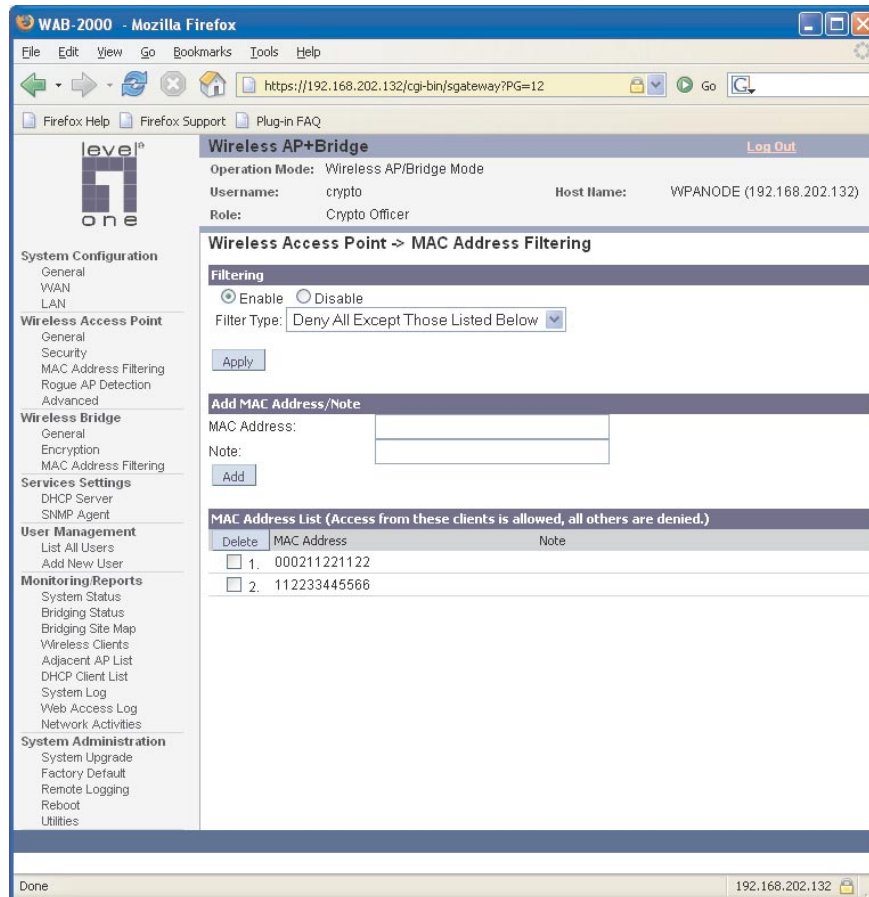 WAB-2000 - Mozilla Firefox
File Edit View Go Bookmarks Tools Help
https://192.168.202.132/cgi-bin/sgateway?PG=12 Go G
Firefox Help Firefox Support Plug-in FAQ
level®
one
Wireless AP+Bridge Log Out
Operation Mode: Wireless AP/Bridge Mode
Username: crypto Host Name: WPANODE (192.168.202.132)
Role: Crypto Officer
System Configuration
General
WAN
LAN
Wireless Access Point
General
Security
MAC Address Filtering
Rogue AP Detection
Advanced
Wireless Bridge
General
Encryption
MAC Address Filtering
Services Settings
DHCP Server
SNMP Agent
User Management
List All Users
Add New User
Monitoring/Reports
System Status
Bridging Status
Bridging Site Map
Wireless Clients
Adjacent AP List
DHCP Client List
System Log
Web Access Log
Network Activities
System Administration
System Upgrade
Factory Default
Remote Logging
Reboot
Utilities
Wireless Access Point -> MAC Address Filtering
Filtering
Enable Disable
Filter Type: Deny All Except Those Listed Below
Apply
Add MAC Address/Note
MAC Address:
Note:
Add
MAC Address List (Access from these clients is allowed, all others are denied.)
Delete MAC Address Note
1. 000211221122
2. 112233445566
Done 192.168.202.132